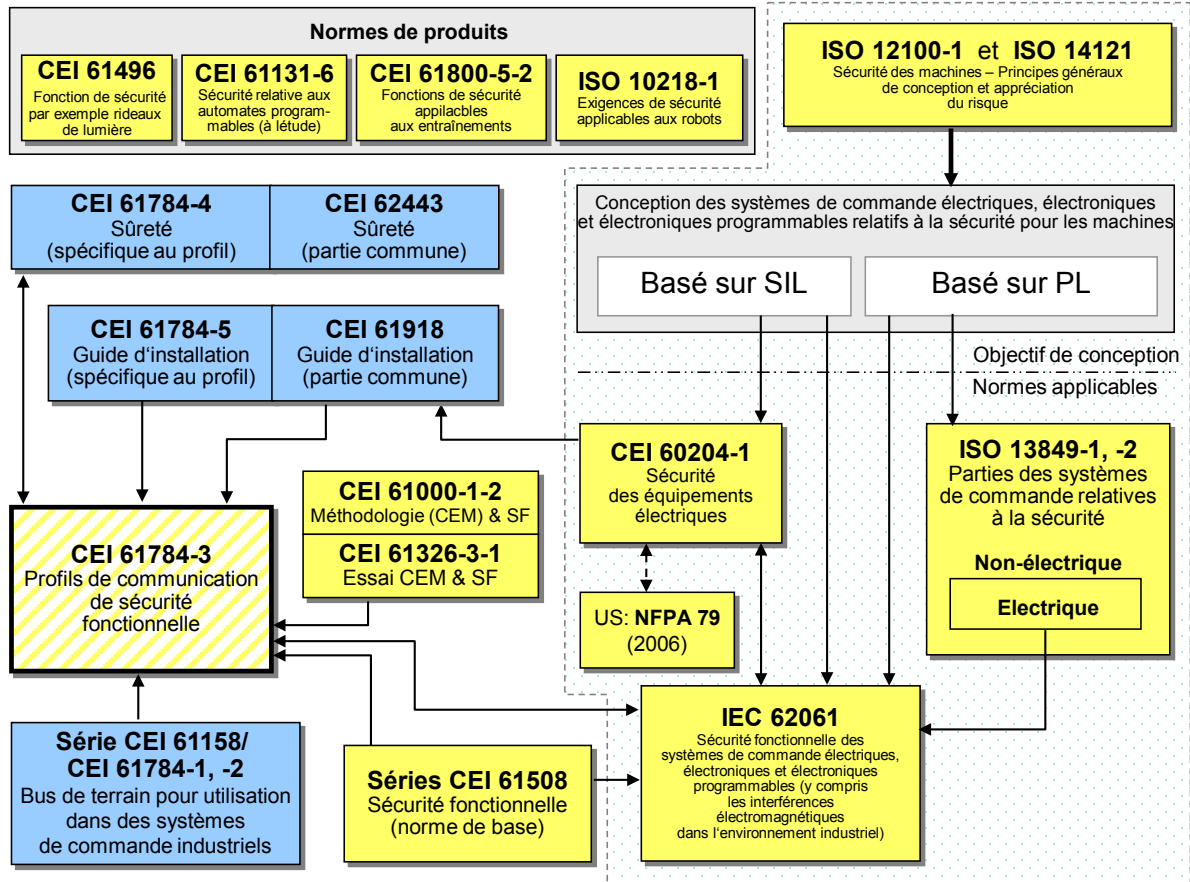 Normes de produits
CEI 61496
Fonction de sécurité
par exemple rideaux
de lumière
CEI 61131-6
Sécurité relative aux
automates program-
mables (à létude)
CEI 61800-5-2
Fonctions de sécurité
appilacbles
aux entraînements
ISO 10218-1
Exigences de sécurité
applicables aux robots
ISO 12100-1 et ISO 14121
Sécurité des machines – Principes généraux
de conception et appréciation
du risque
CEI 61784-4
Sûreté
(spécifique au profil)
CEI 62443
Sûreté
(partie commune)
Conception des systèmes de commande électriques, électroniques
et électroniques programmables relatifs à la sécurité pour les machines
Basé sur SIL
Basé sur PL
CEI 61784-5
Guide d‘installation
(spécifique au profil)
CEI 61918
Guide d‘installation
(partie commune)
Objectif de conception
Normes applicables
CEI 60204-1
Sécurité
des équipements
électriques
ISO 13849-1, -2
Parties des systèmes
de commande relatives
à la sécurité
Non-électrique
Electrique
CEI 61000-1-2
Méthodologie (CEM) & SF
CEI 61326-3-1
Essai CEM & SF
CEI 61784-3
Profils de communication
de sécurité
fonctionnelle
US: NFPA 79
(2006)
Série CEI 61158/
CEI 61784-1, -2
Bus de terrain pour utilisation
dans des systèmes
de commande industriels
Séries CEI 61508
Sécurité fonctionnelle
(norme de base)
IEC 62061
Sécurité fonctionnelle des
systèmes de commande électriques,
électroniques et électroniques
programmables (y compris
les interférences
électromagnétiques
dans l‘environnement industriel)